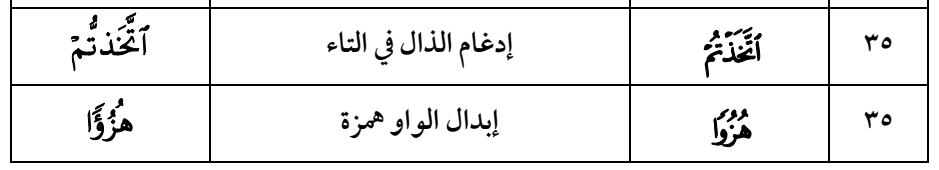 ٣٥ ٱتَّخَذۡتُمۡ إدغام الذال في التاء ٱتَّخَذتُّمۡ
٣٥ هُزُوٗا إبدال الواو همزة هُزُؤٗا